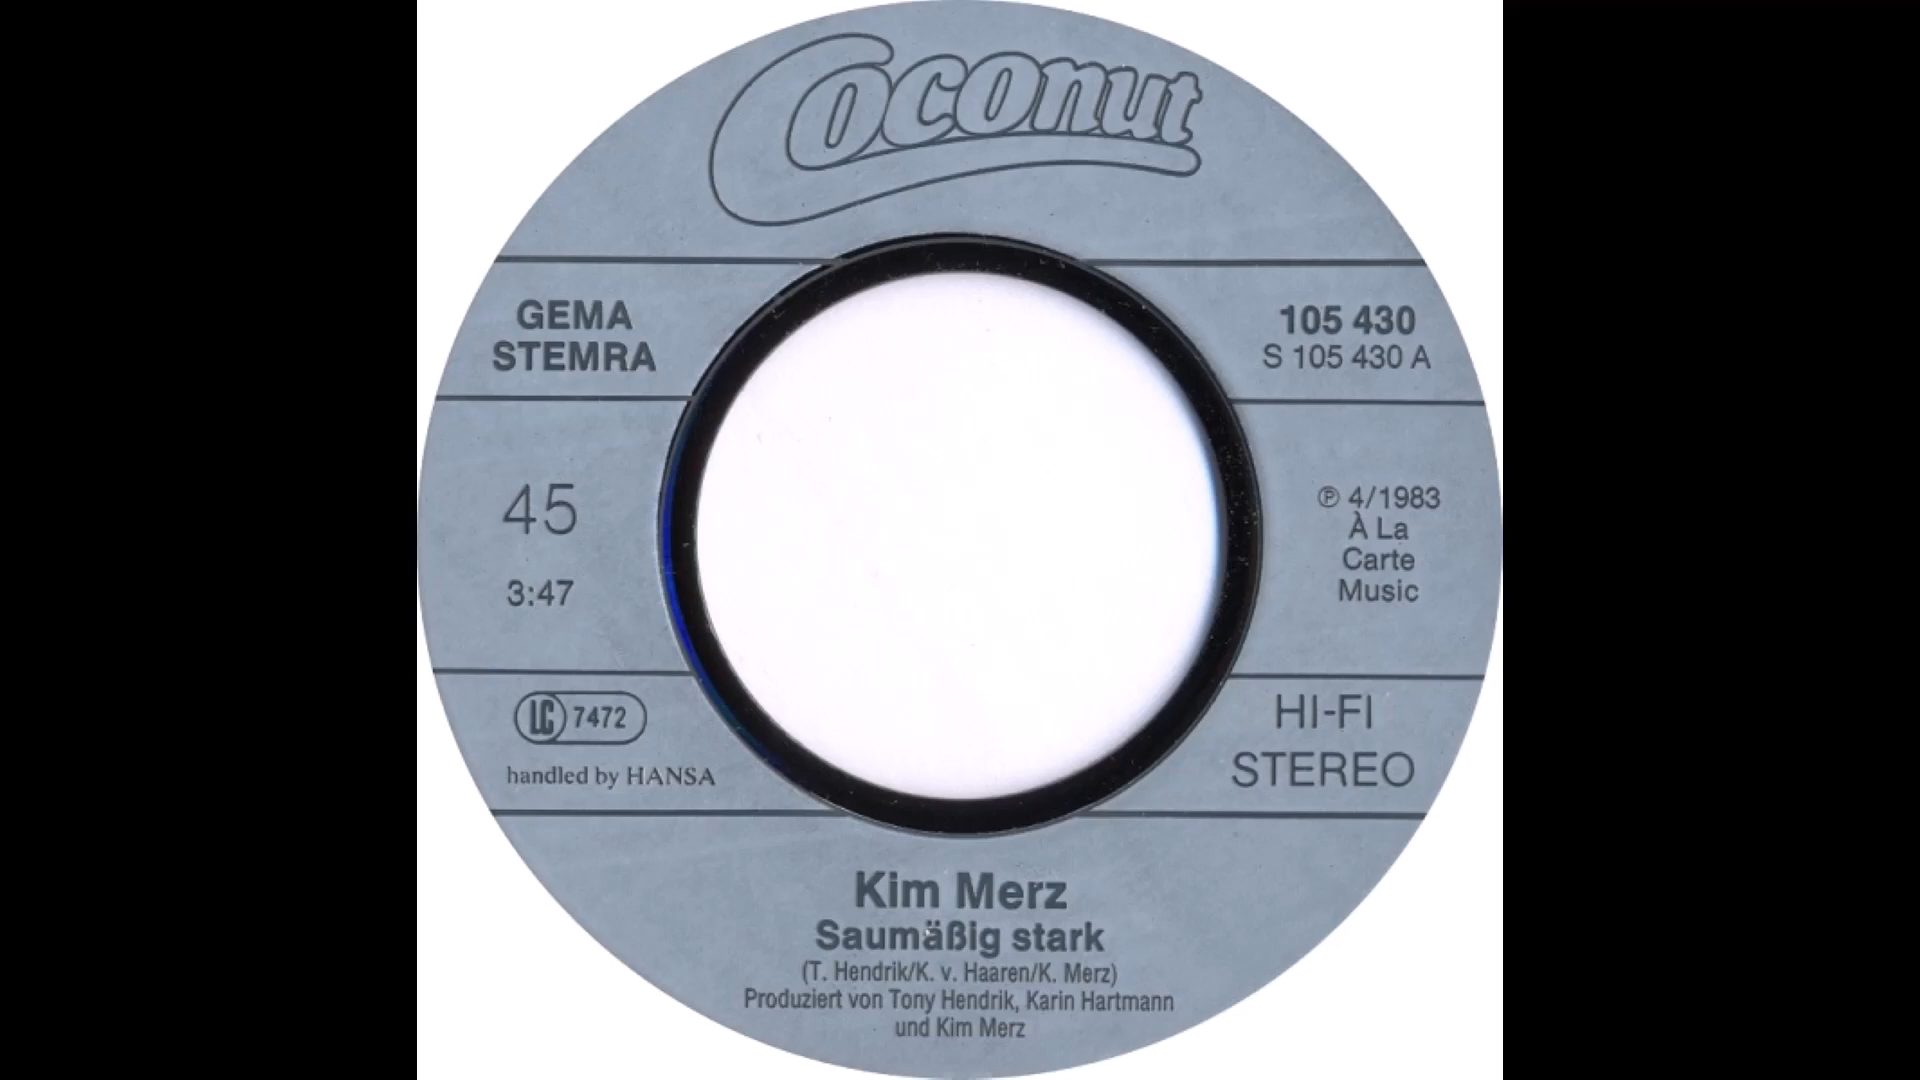 Coconut
GEMA
STEMRA
105 430
S 105 430 A
45
3:47
℗ 4/1983
À La
Carte
Music
LC 7472
handled by HANSA
HI-FI
STEREO
Kim Merz
Saumäßig stark
(T. Hendrik/K. v. Haaren/K. Merz)
Produziert von Tony Hendrik, Karin Hartmann
und Kim Merz